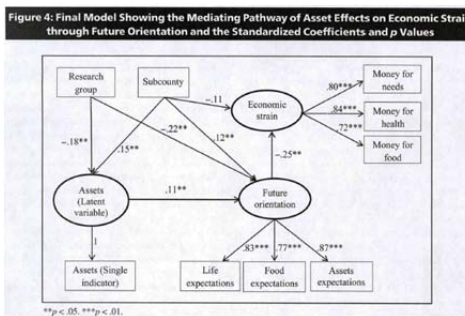 Figure 4: Final Model Showing the Mediating Pathway of Asset Effects on Economic Strain
through Future Orientation and the Standardized Coefficients and p Values
Research
group
Subcounty
-.11
Economic
strain
.80***
Money for
needs
.84***
Money for
health
.72***
Money for
food
-.18**
.15**
-.22**
.12**
-.25**
Assets
(Latent
variable)
.11**
Future
orientation
1
Assets (Single
indicator)
.83***
.77***
.87***
Life
expectations
Food
expectations
Assets
expectations
**p < .05. ***p < .01.